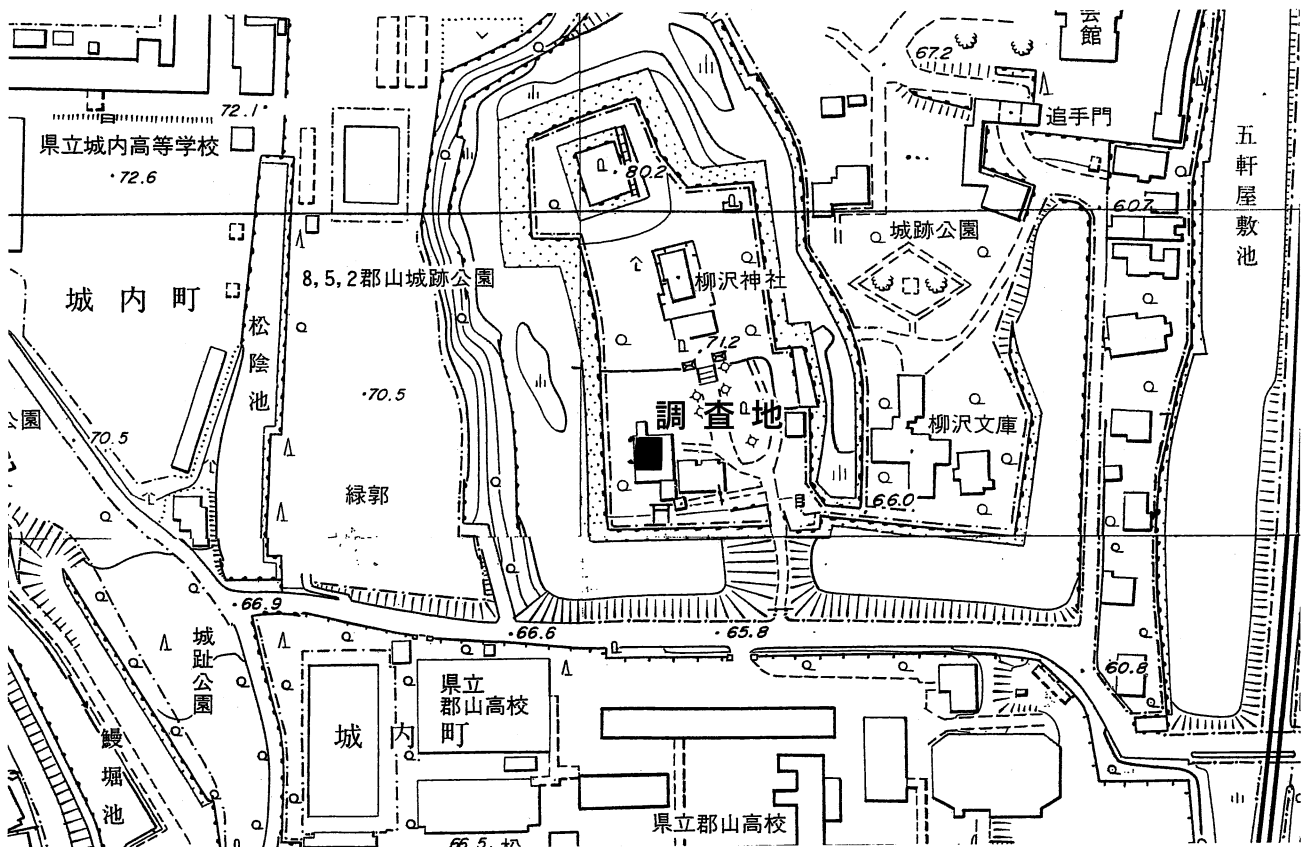 会館
67.2
追手門
72.1
県立城内高等学校
72.6
80.2
五軒屋敷池
60.7
城跡公園
8,5,2郡山城跡公園
柳沢神社
城内町
松陰池
71.2
70.5
調査地
柳沢文庫
公園
70.5
緑郭
66.0
66.9
66.6
65.8
城趾公園
60.8
県立
郡山高校
城内町
鰻堀池
県立郡山高校
66.5
松